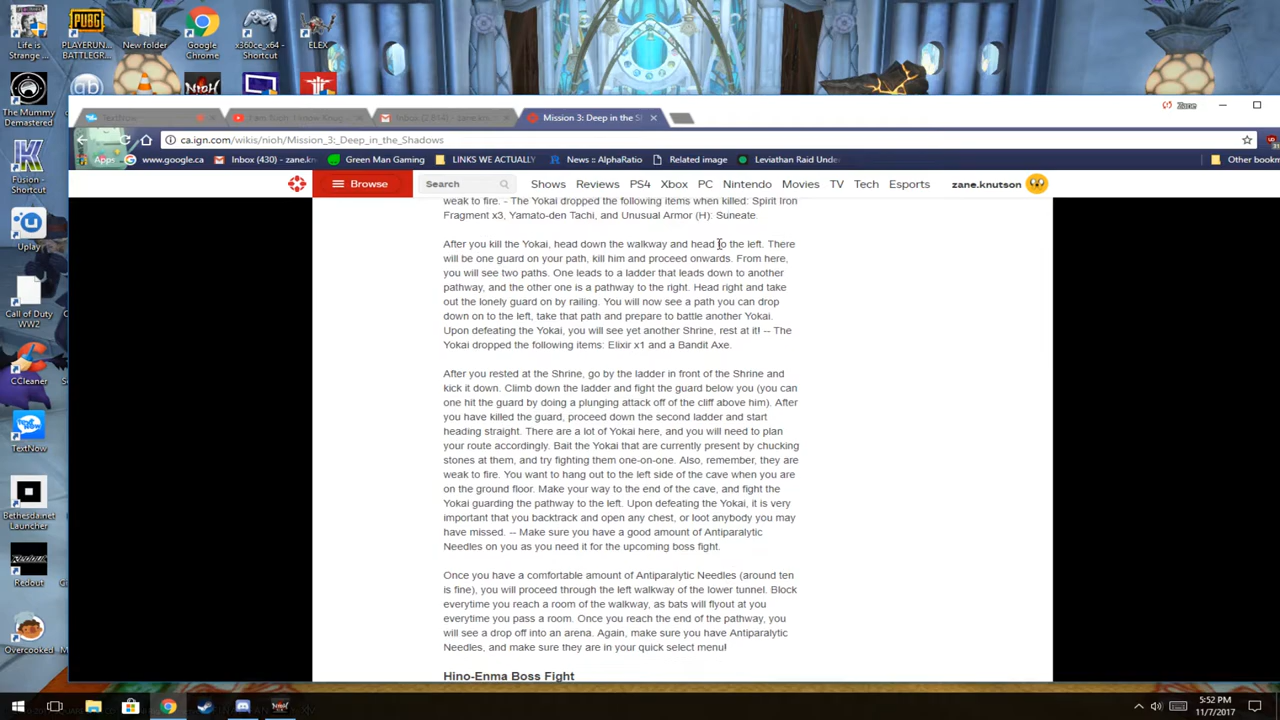 Life is
Strange ...
PLAYERUN...
BATTLEGR...
New folder
Google
Chrome
x360ce_x64 -
Shortcut
ELEX
The Mummy
Demastered
Fusion -
Shortcut
Uplay
Call of Duty
WW2
CCleaner
TextNow
Bethesda.net
Launcher
Redout
Overcooked
TextNow
Inbox (2,814) - zane.kn
Mission 3: Deep in the S
Zane
ca.ign.com/wikis/nioh/Mission_3:_Deep_in_the_Shadows
Apps
www.google.ca
Inbox (430) - zane.kn
Green Man Gaming
LINKS WE ACTUALLY
News :: AlphaRatio
Related image
Leviathan Raid Unde
Other bookm
Browse
Search
Shows
Reviews
PS4
Xbox
PC
Nintendo
Movies
TV
Tech
Esports
zane.knutson
weak to fire. - The Yokai dropped the following items when killed: Spirit Iron
Fragment x3, Yamato-den Tachi, and Unusual Armor (H): Suneate
After you kill the Yokai, head down the walkway and head to the left. There
will be one guard on your path, kill him and proceed onwards. From here,
you will see two paths. One leads to a ladder that leads down to another
pathway, and the other one is a pathway to the right. Head right and take
out the lonely guard on by railing. You will now see a path you can drop
down on to the left, take that path and prepare to battle another Yokai.
Upon defeating the Yokai, you will see yet another Shrine, rest at it! -- The
Yokai dropped the following items: Elixir x1 and a Bandit Axe.
After you rested at the Shrine, go by the ladder in front of the Shrine and
kick it down. Climb down the ladder and fight the guard below you (you can
one hit the guard by doing a plunging attack off of the cliff above him). After
you have killed the guard, proceed down the second ladder and start
heading straight. There are a lot of Yokai here, and you will need to plan
your route accordingly. Bait the Yokai that are currently present by chucking
stones at them, and try fighting them one-on-one. Also, remember, they are
weak to fire. You want to hang out to the left side of the cave when you are
on the ground floor. Make your way to the end of the cave, and fight the
Yokai guarding the pathway to the left. Upon defeating the Yokai, it is very
important that you backtrack and open any chest, or loot anybody you may
have missed. -- Make sure you have a good amount of Antiparalytic
Needles on you as you need it for the upcoming boss fight.
Once you have a comfortable amount of Antiparalytic Needles (around ten
is fine), you will proceed through the left walkway of the lower tunnel. Block
everytime you reach a room of the walkway, as bats will flyout at you
everytime you pass a room. Once you reach the end of the pathway, you
will see a drop off into an arena. Again, make sure you have Antiparalytic
Needles, and make sure they are in your quick select menu!
Hino-Enma Boss Fight
5:52 PM
11/7/2017